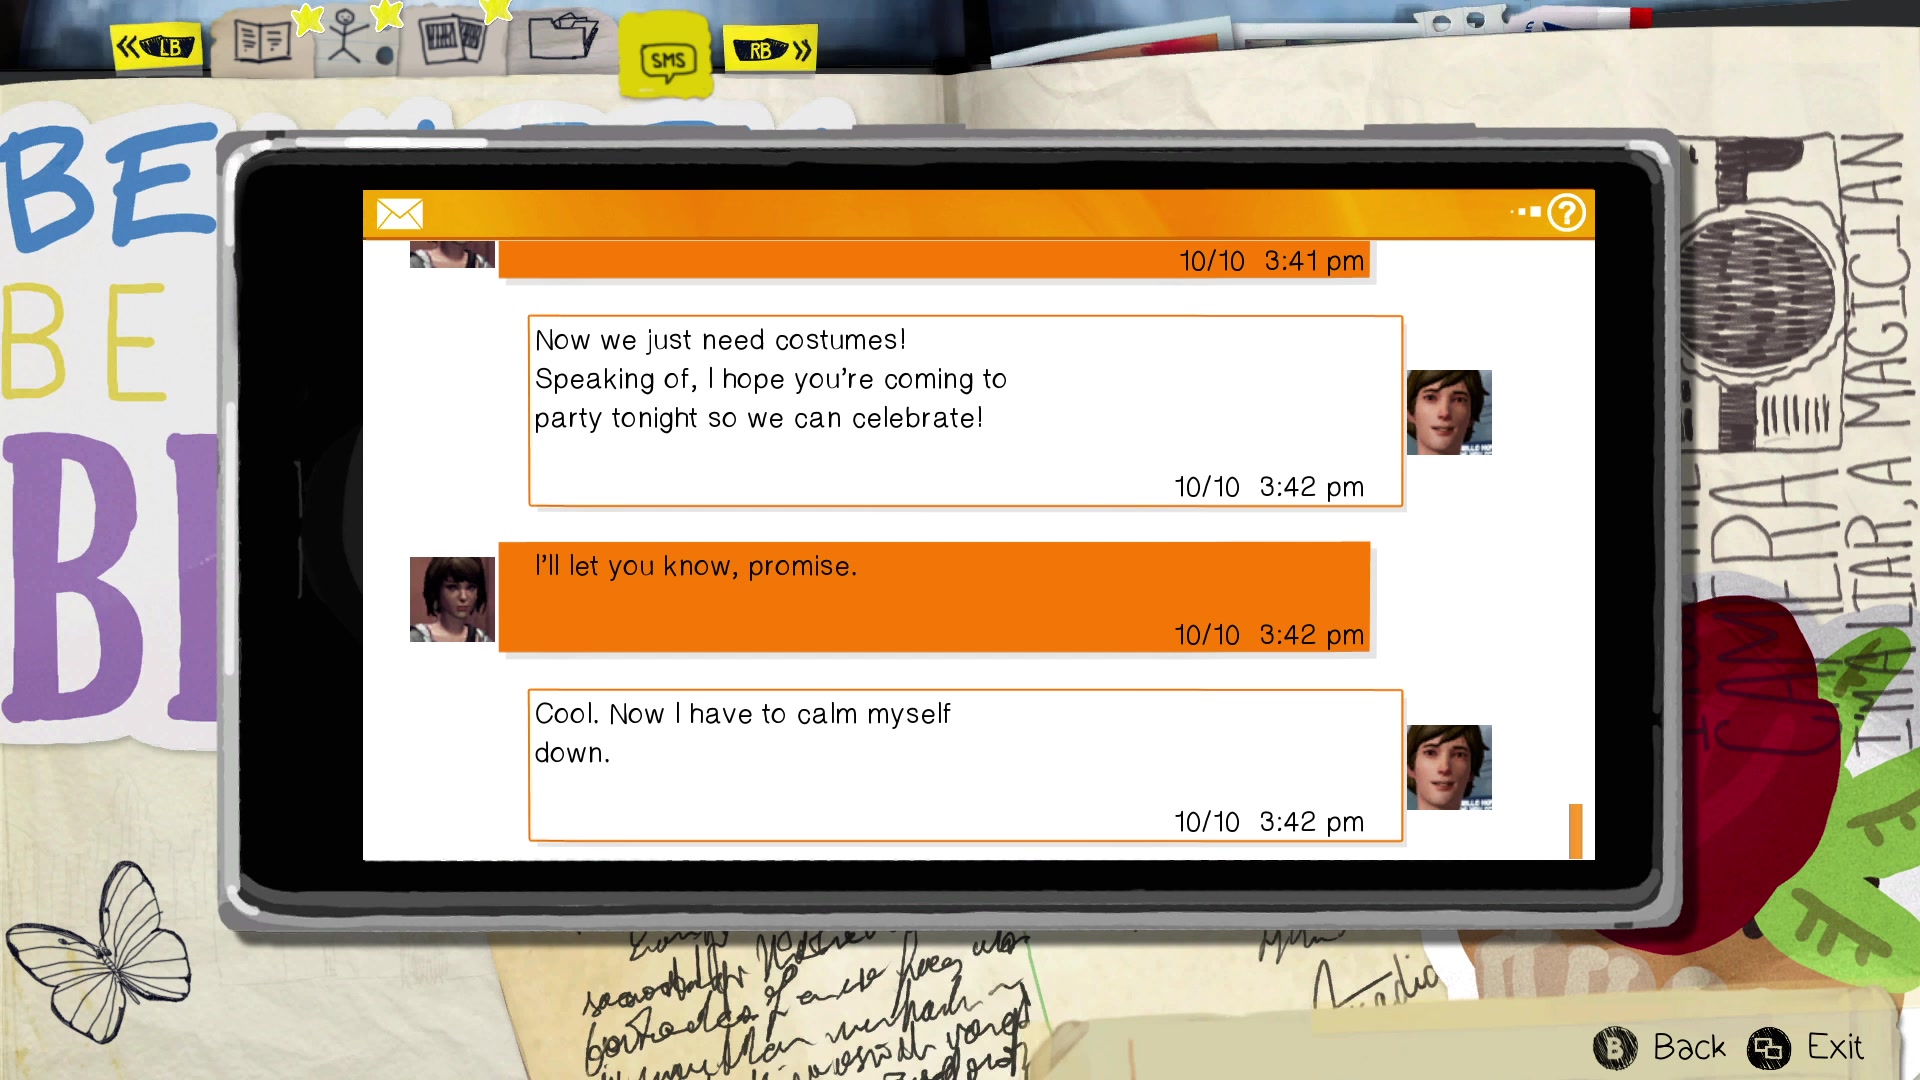 LB
SMS
RB
BE
BE
?
10/10 3:41 pm
Now we just need costumes!
Speaking of, I hope you're coming to
party tonight so we can celebrate!
10/10 3:42 pm
I'll let you know, promise.
10/10 3:42 pm
Cool. Now I have to calm myself
down.
10/10 3:42 pm
CAMERA
I'M A LIAR, A MAGICIAN
B Back
Exit